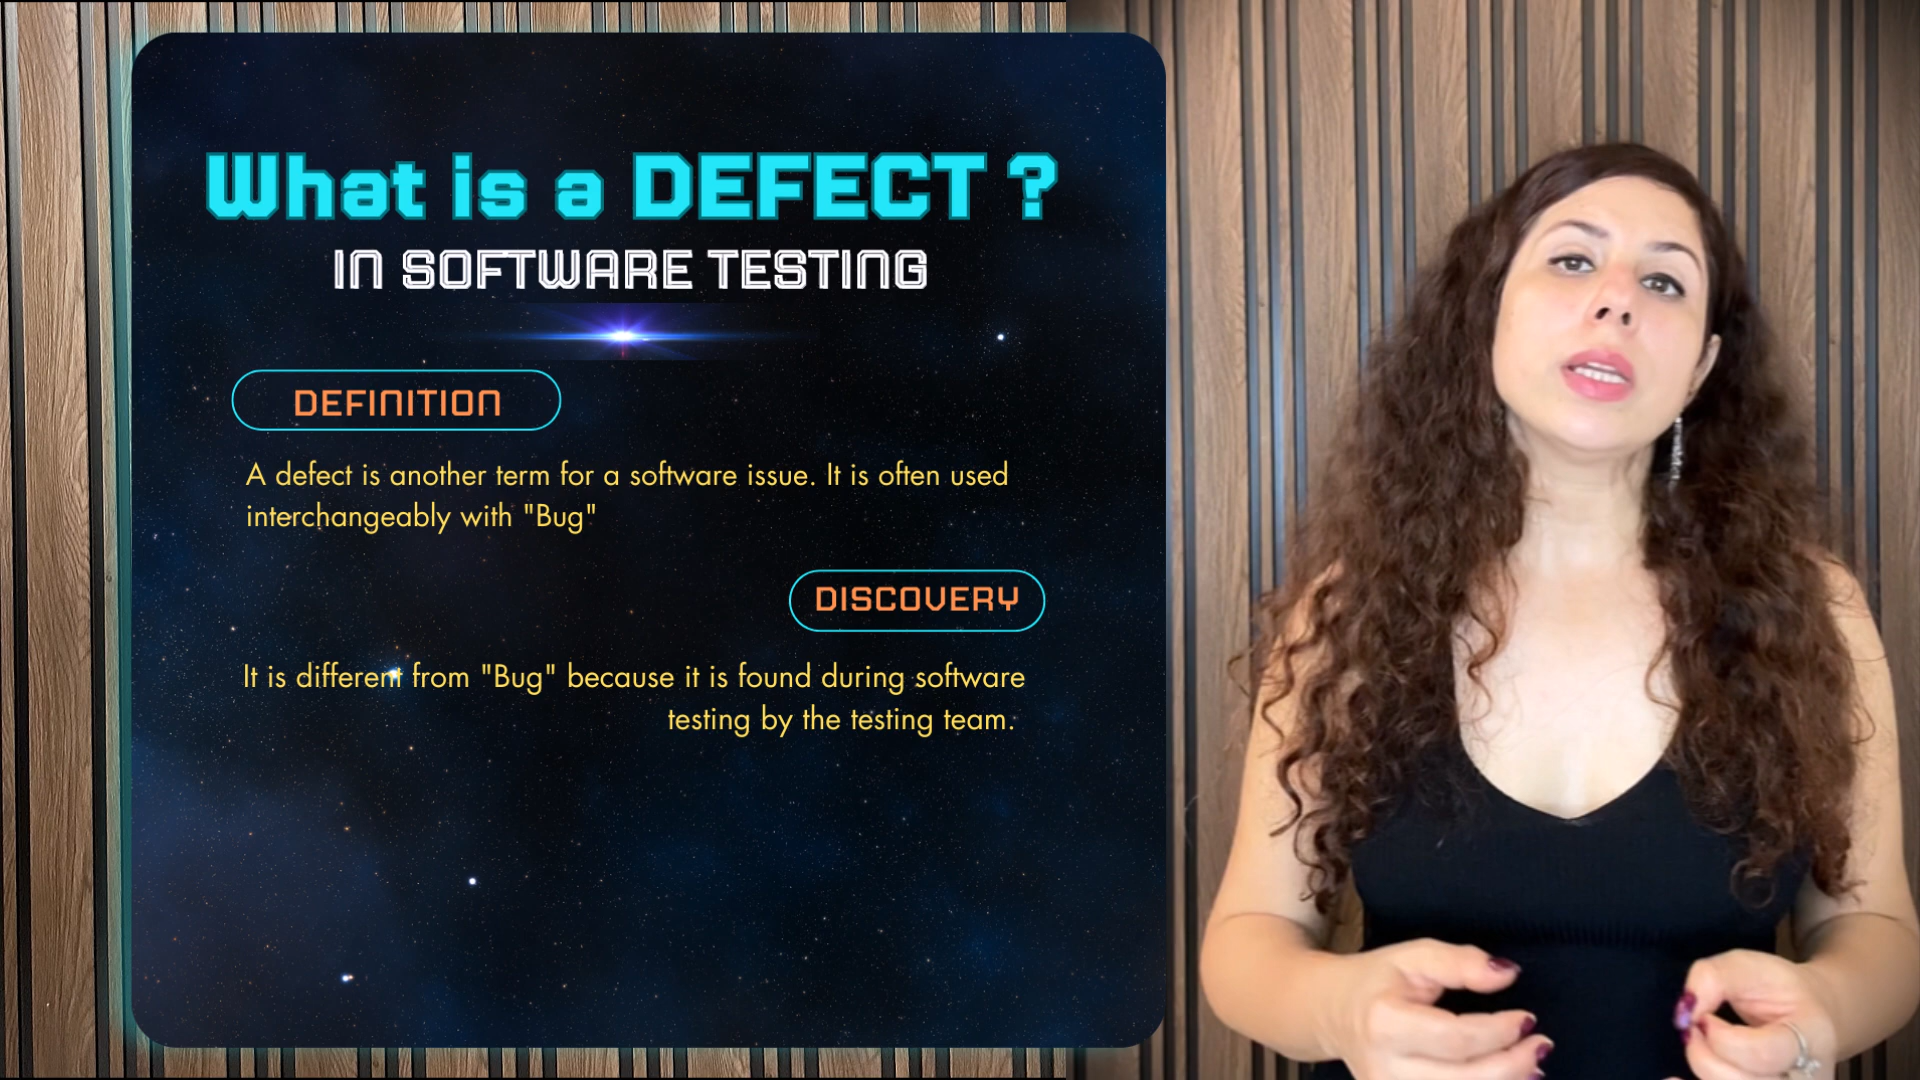 What is a DEFECT ?
IN SOFTWARE TESTING
DEFINITION
A defect is another term for a software issue. It is often used
interchangeably with "Bug"
DISCOVERY
It is different from "Bug" because it is found during software
testing by the testing team.